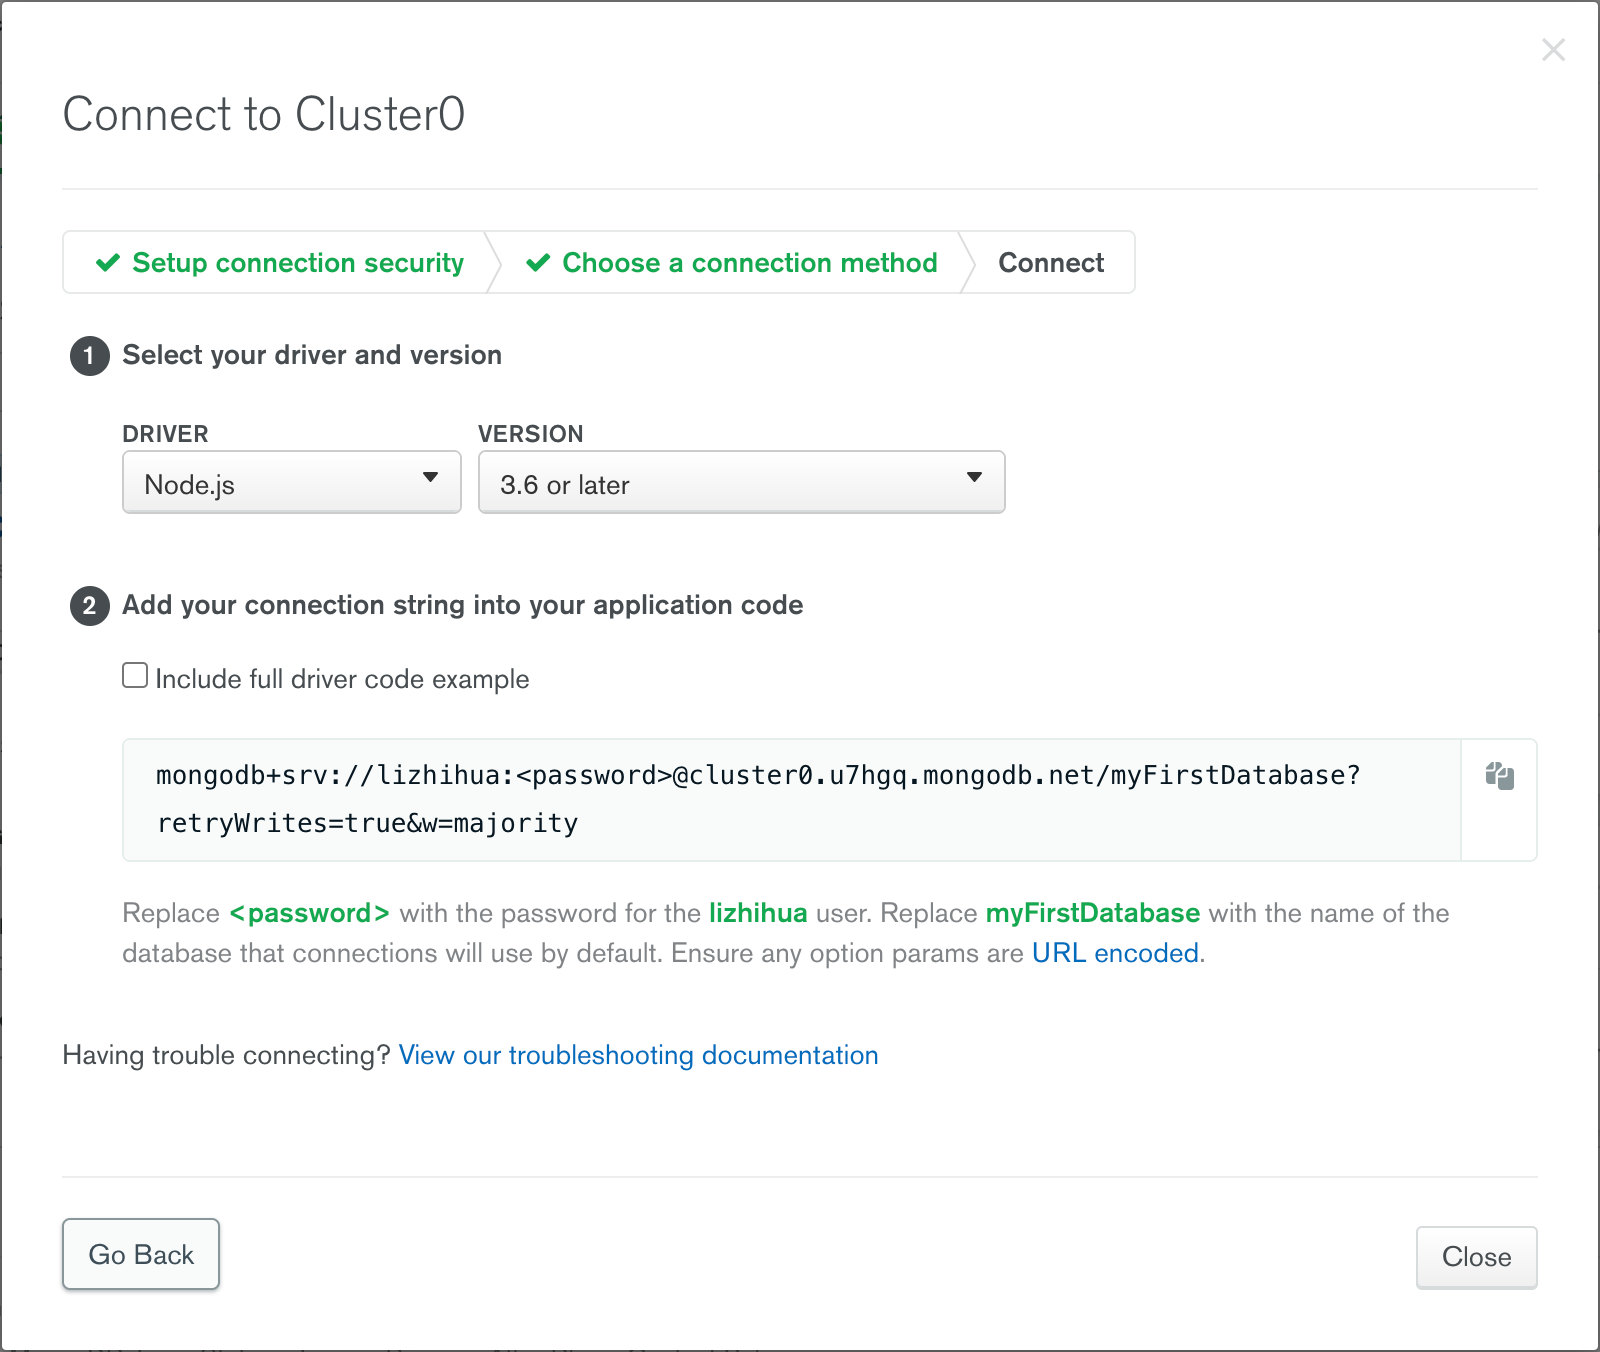 Connect to Cluster0
Setup connection security
Choose a connection method
Connect
1 Select your driver and version
DRIVER
VERSION
Node.js
3.6 or later
2 Add your connection string into your application code
Include full driver code example
mongodb+srv://lizhihua:<password>@cluster0.u7hgq.mongodb.net/myFirstDatabase?
retryWrites=true&w=majority
Replace <password> with the password for the lizhihua user. Replace myFirstDatabase with the name of the
database that connections will use by default. Ensure any option params are URL encoded.
Having trouble connecting? View our troubleshooting documentation
Go Back
Close